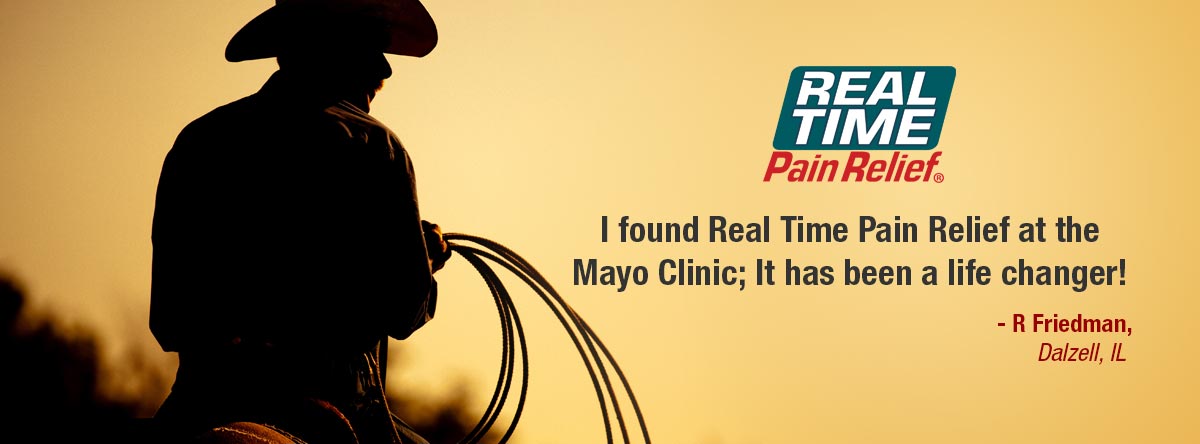 REAL
TIME
Pain Relief®
I found Real Time Pain Relief at the
Mayo Clinic; It has been a life changer!
- R Friedman,
Dalzell, IL